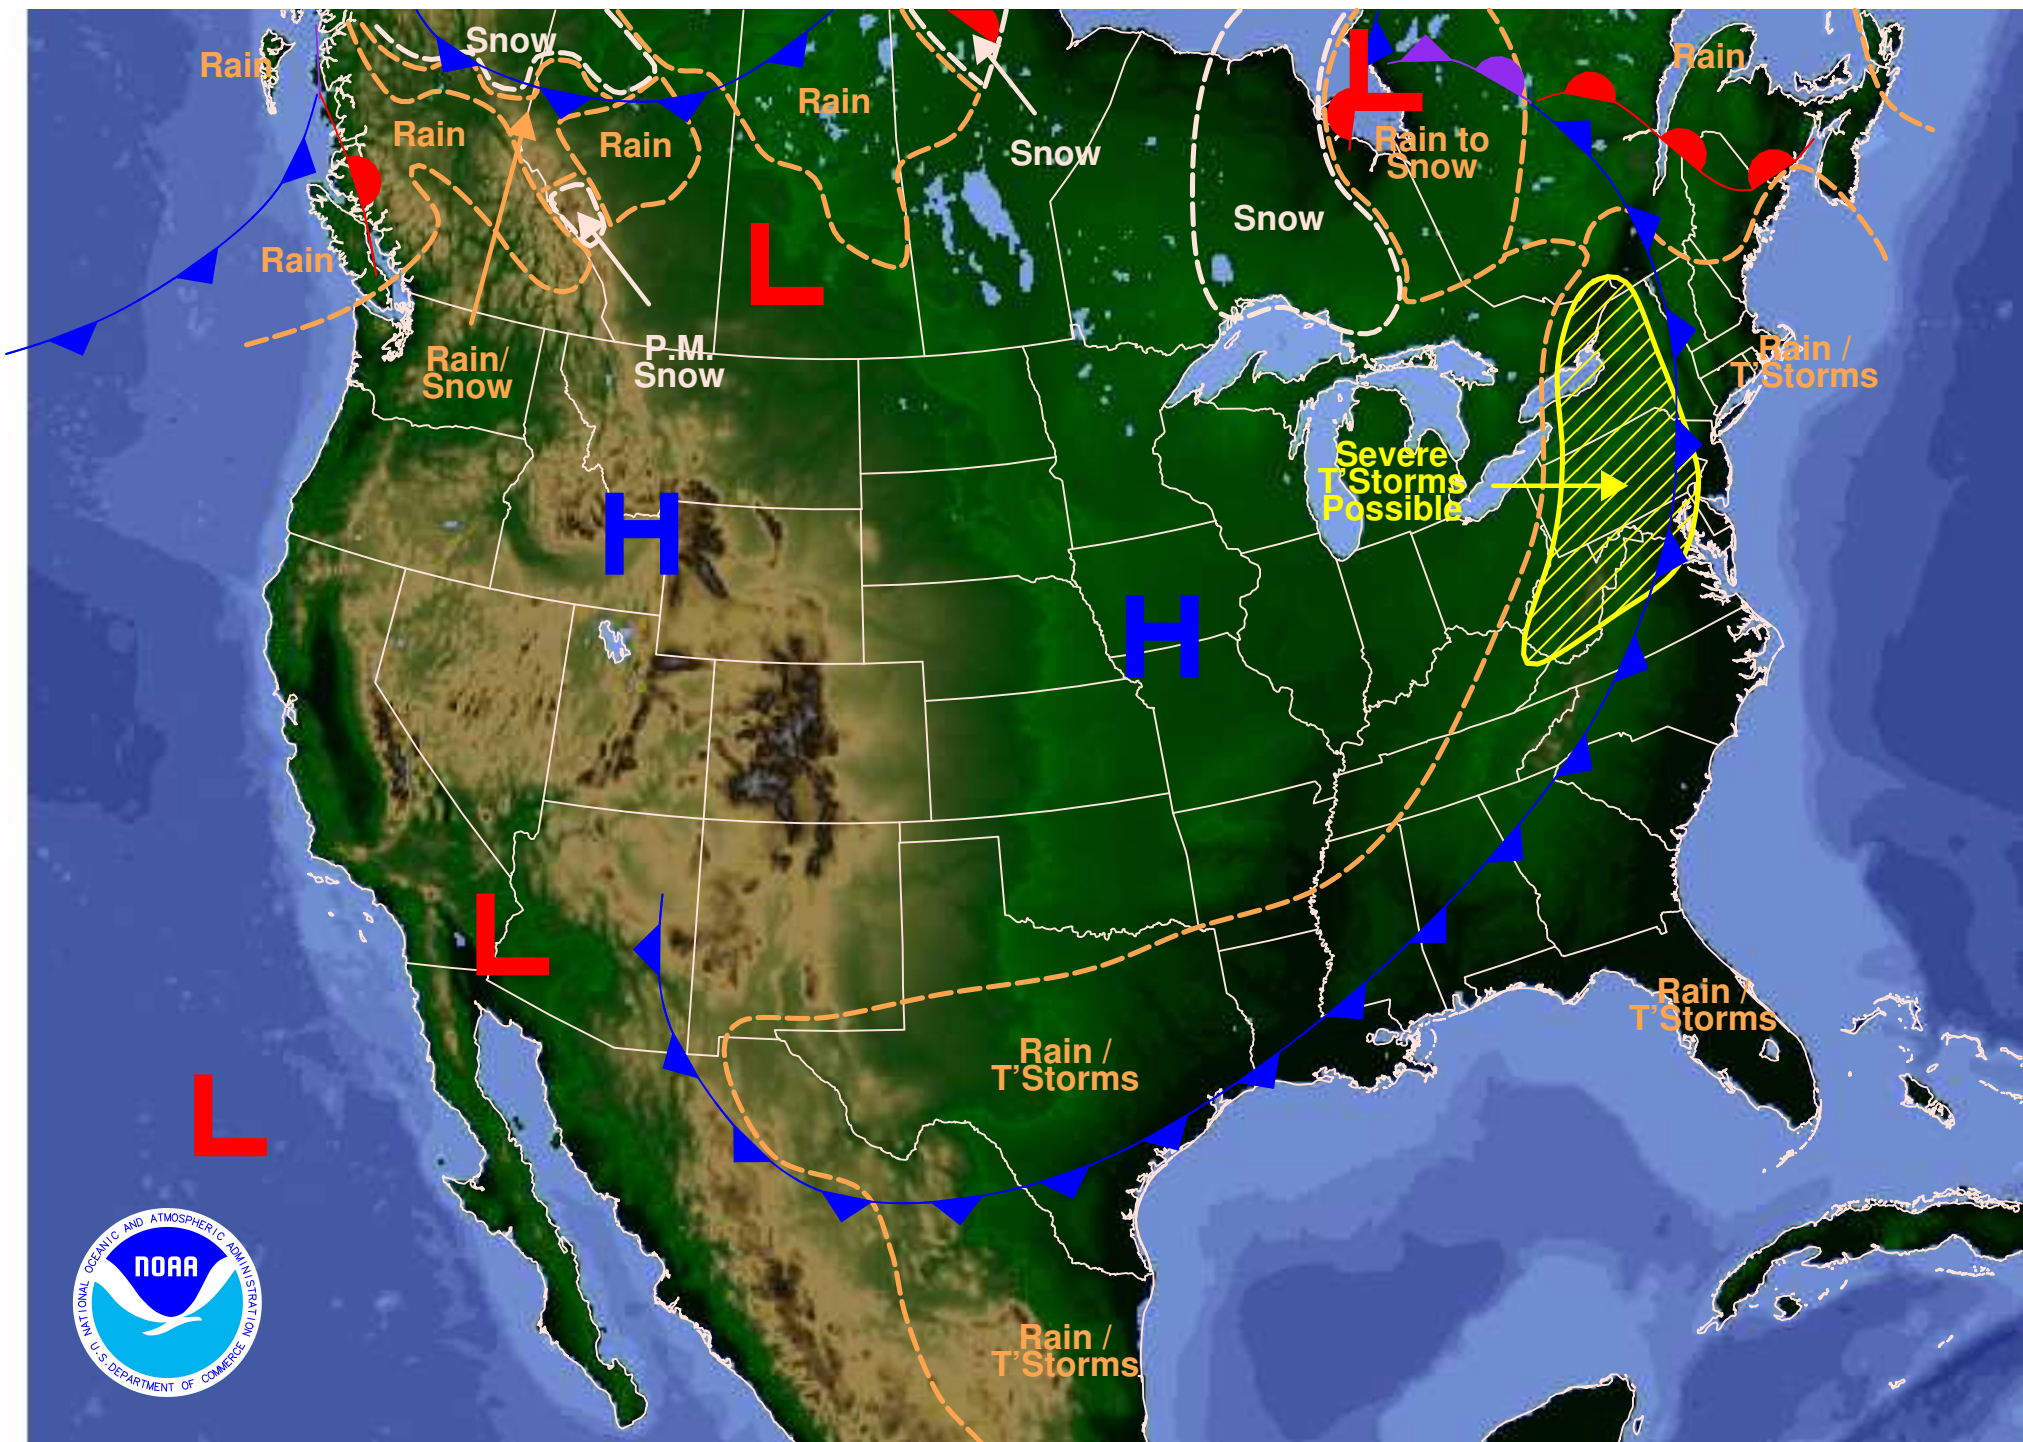 Snow
Rain
Rain
Rain
Rain
Rain
Snow
Rain to
Snow
Rain
Snow
L
Rain
L
Rain/
Snow
P.M.
Snow
Rain /
T'Storms
Severe
T'Storms
Possible
H
H
L
Rain /
T'Storms
Rain /
T'Storms
L
NATIONAL OCEANIC AND ATMOSPHERIC ADMINISTRATION
NOAA
U.S. DEPARTMENT OF COMMERCE
Rain /
T'Storms